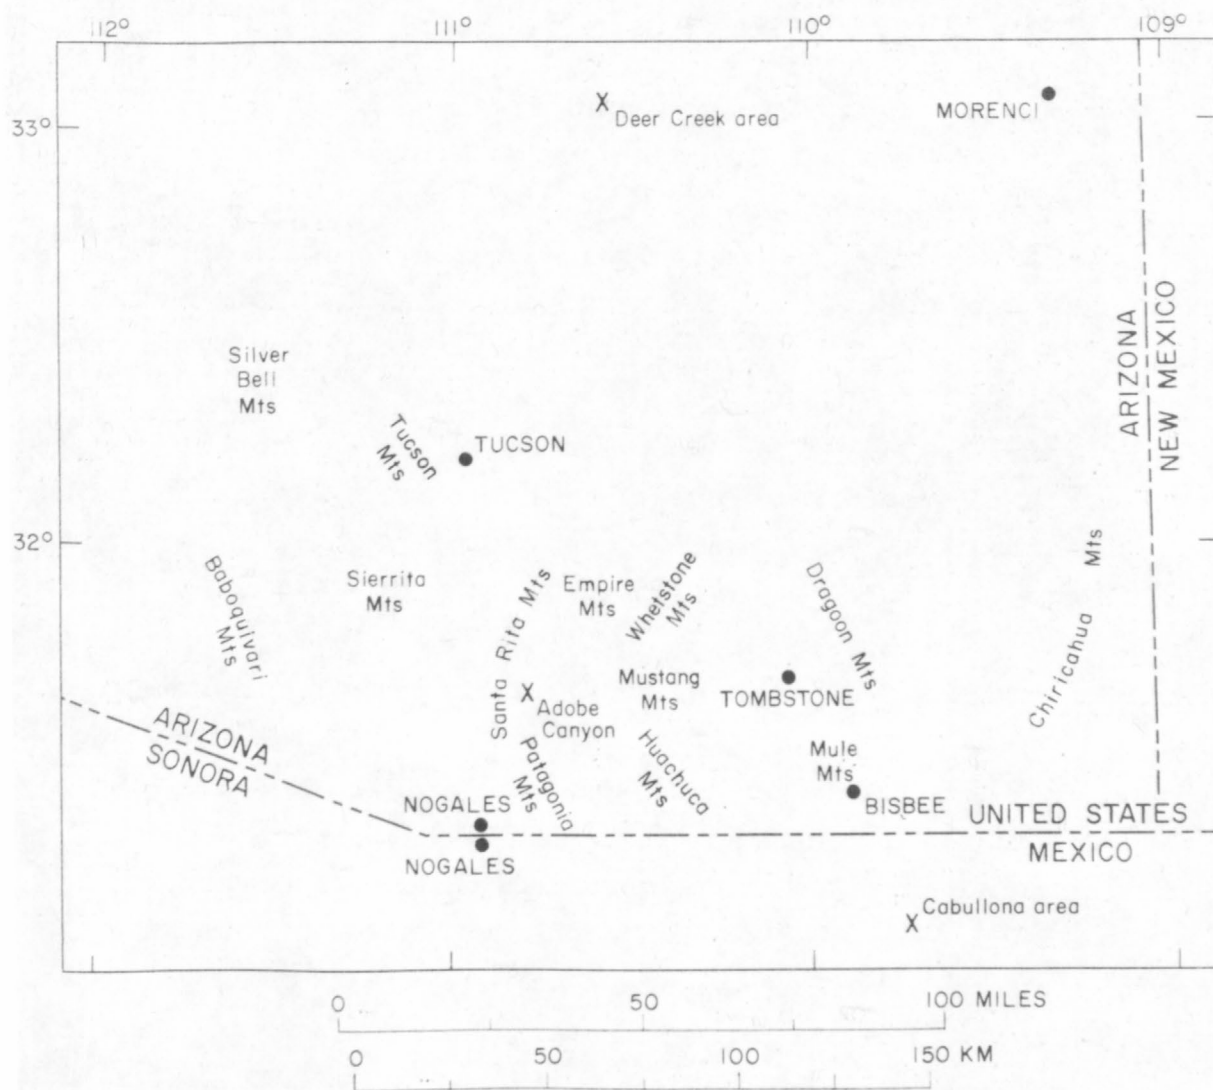 112°
111°
110°
109°
33°
Deer Creek area
MORENCI
ARIZONA
NEW MEXICO
Silver
Bell
Mts
Tucson
Mts
TUCSON
32°
Baboquivari
Mts
Sierrita
Mts
Santa Rita Mts
Empire
Mts
Whetstone
Mts
Dragoon Mts
Chiricahua Mts
Mustang
Mts
TOMBSTONE
Adobe
Canyon
ARIZONA
SONORA
Patagonia
Mts
Huachuca
Mts
Mule
Mts
BISBEE
NOGALES
NOGALES
UNITED STATES
MEXICO
Cabullona area
0 50 100 MILES
0 50 100 150 KM